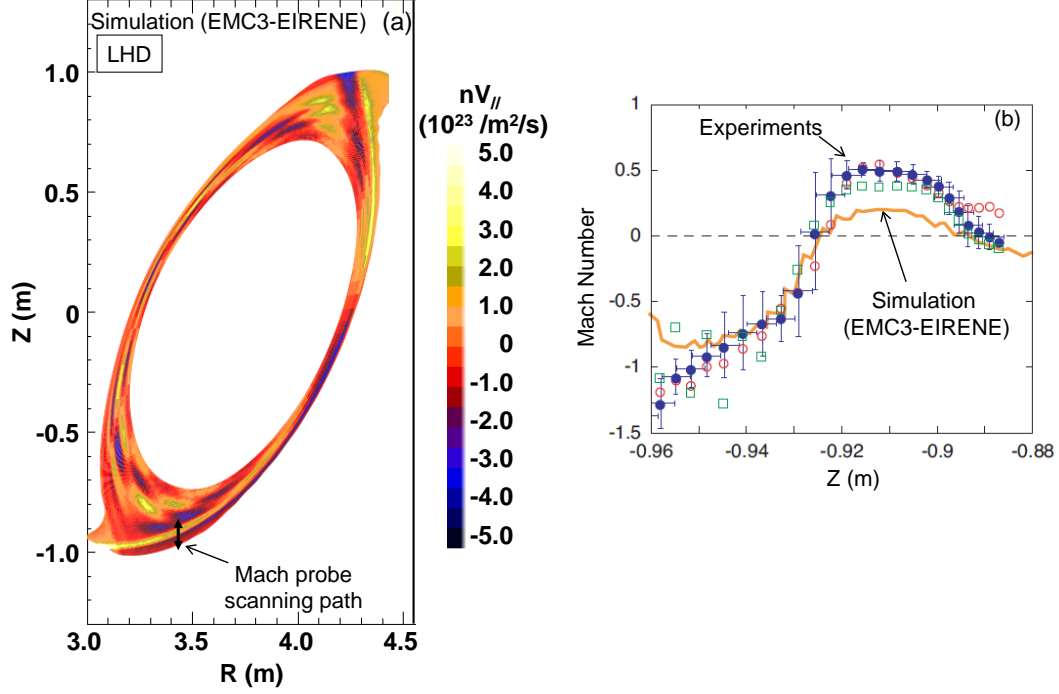 Simulation (EMC3-EIRENE) (a)
LHD
1.0
0.5
0
-0.5
-1.0
Z (m)
3.0 3.5 4.0 4.5
R (m)
Mach probe
scanning path
nV//
(10²³ /m²/s)
5.0
4.0
3.0
2.0
1.0
0
-1.0
-2.0
-3.0
-4.0
-5.0
(b)
Experiments
Simulation
(EMC3-EIRENE)
1
0.5
0
-0.5
-1
-1.5
Mach Number
-0.96 -0.94 -0.92 -0.9 -0.88
Z (m)